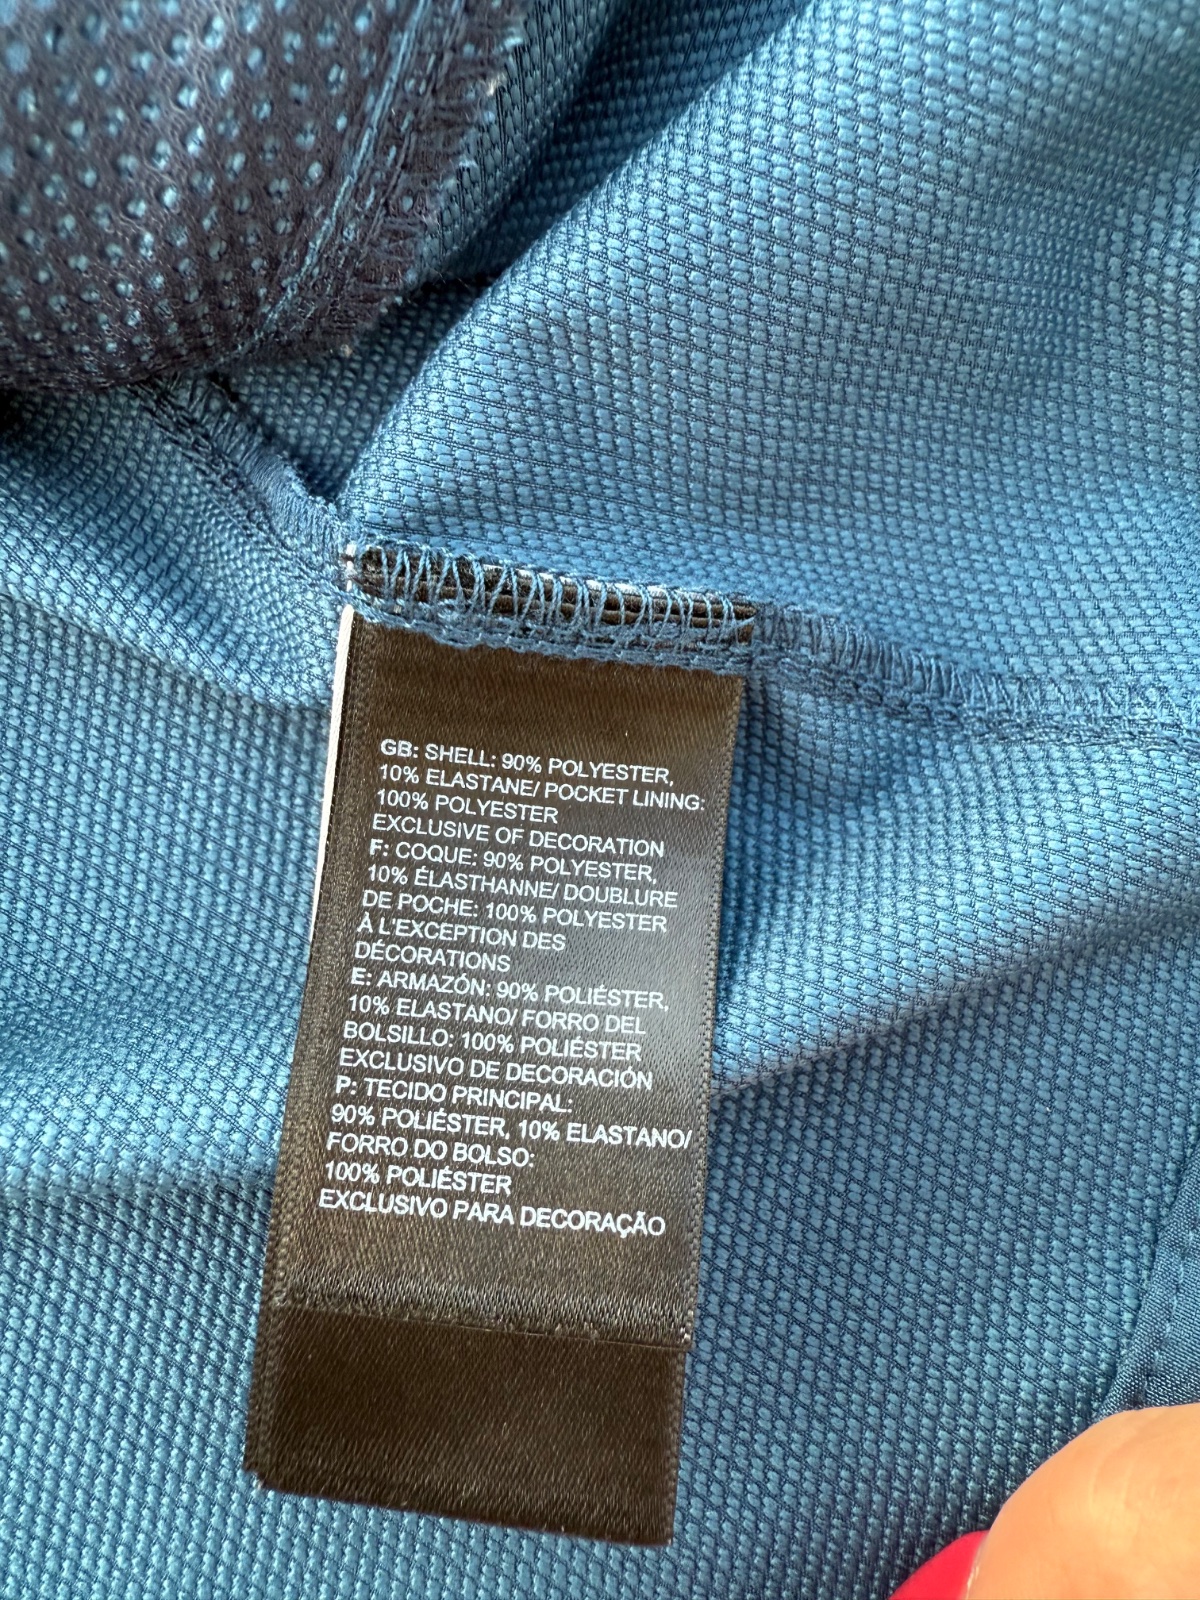 GB: SHELL: 90% POLYESTER,
10% ELASTANE/ POCKET LINING:
100% POLYESTER
EXCLUSIVE OF DECORATION
F: COQUE: 90% POLYESTER,
10% ÉLASTHANNE/ DOUBLURE
DE POCHE: 100% POLYESTER
À L'EXCEPTION DES
DÉCORATIONS
E: ARMAZÓN: 90% POLIÉSTER,
10% ELASTANO/ FORRO DEL
BOLSILLO: 100% POLIÉSTER
EXCLUSIVO DE DECORACIÓN
P: TECIDO PRINCIPAL:
90% POLIÉSTER, 10% ELASTANO/
FORRO DO BOLSO:
100% POLIÉSTER
EXCLUSIVO PARA DECORAÇÃO